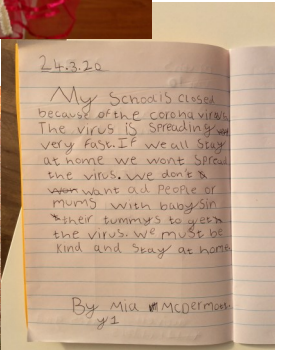 24.3.20
My School is closed
because of the corona virus
The virus is spreading
very fast. If we all stay
at home we wont spread
the virus. we don't
want old people or
mums with babys in
their tummys to get
the virus. we must be
kind and stay at home
By Mia McDermott
y1